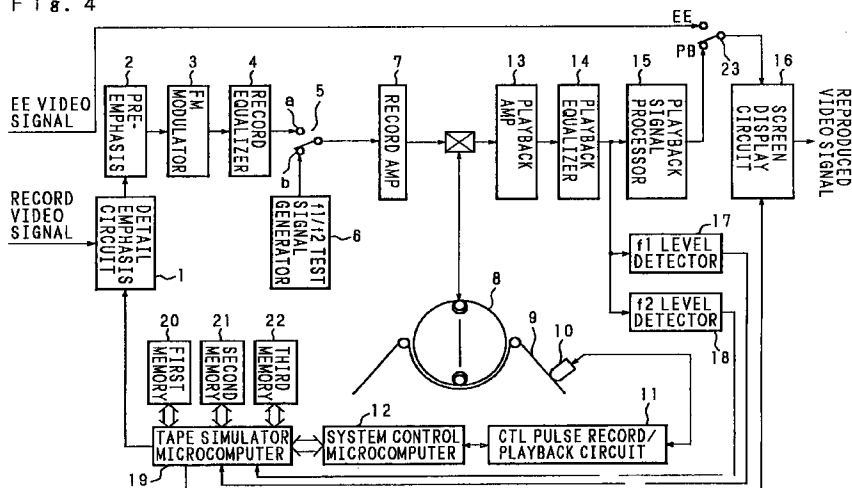 Fig. 4
EE
PB
23
2
3
4
5
7
13
14
15
16
EE VIDEO
SIGNAL
PRE-
EMPHASIS
FM
MODULATOR
RECORD
EQUALIZER
a
b
RECORD AMP
PLAYBACK
AMP
PLAYBACK
EQUALIZER
PLAYBACK
SIGNAL
PROCESSOR
SCREEN
DISPLAY
CIRCUIT
REPRODUCED
VIDEO SIGNAL
RECORD
VIDEO
SIGNAL
DETAIL
EMPHASIS
CIRCUIT
1
f1/f2 TEST
SIGNAL
GENERATOR
6
17
f1 LEVEL
DETECTOR
f2 LEVEL
DETECTOR
18
8
9
10
20
21
22
FIRST
MEMORY
SECOND
MEMORY
THIRD
MEMORY
12
11
TAPE SIMULATOR
MICROCOMPUTER
SYSTEM CONTROL
MICROCOMPUTER
CTL PULSE RECORD/
PLAYBACK CIRCUIT
19